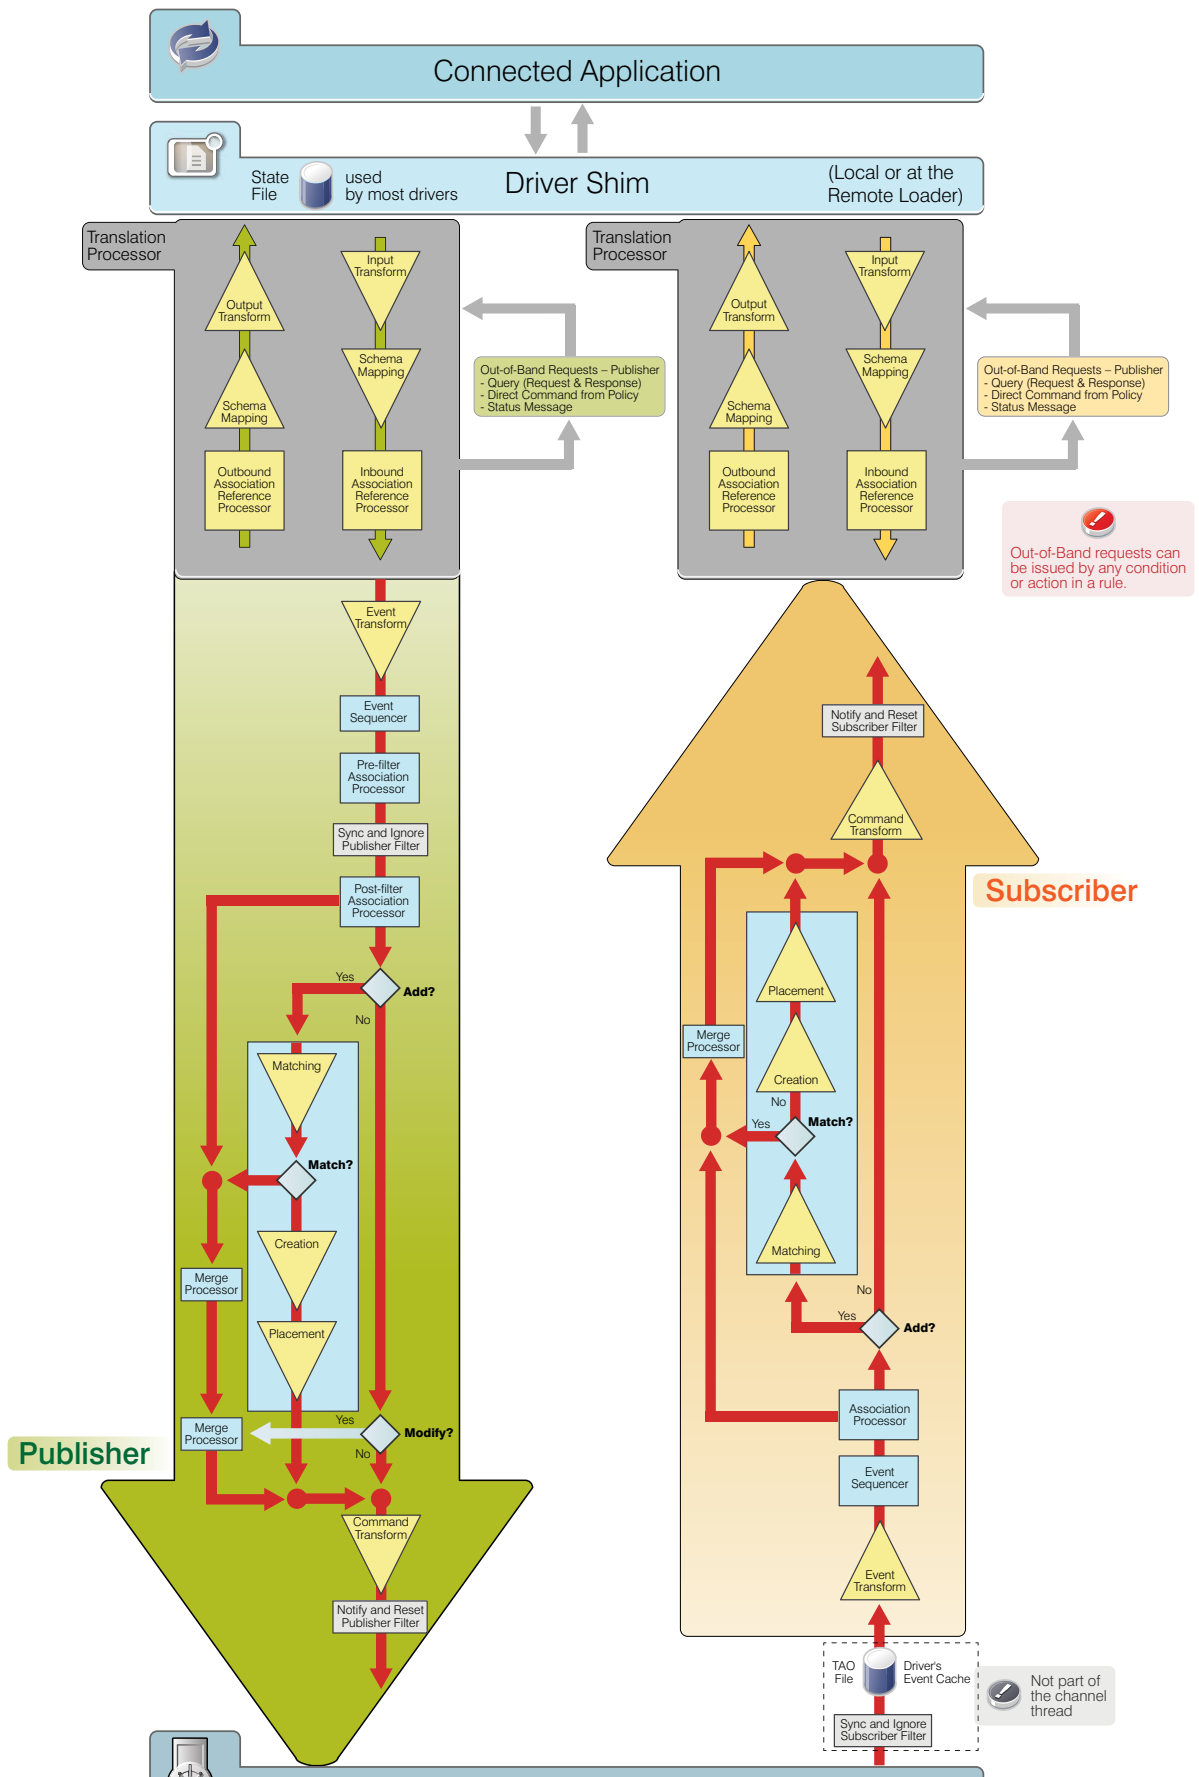 Connected Application
State
File
used
by most drivers
Driver Shim
(Local or at the
Remote Loader)
Translation
Processor
Output
Transform
Input
Transform
Schema
Mapping
Schema
Mapping
Outbound
Association
Reference
Processor
Inbound
Association
Reference
Processor
Out-of-Band Requests – Publisher
- Query (Request & Response)
- Direct Command from Policy
- Status Message
Translation
Processor
Output
Transform
Input
Transform
Schema
Mapping
Schema
Mapping
Outbound
Association
Reference
Processor
Inbound
Association
Reference
Processor
Out-of-Band Requests – Publisher
- Query (Request & Response)
- Direct Command from Policy
- Status Message
Out-of-Band requests can
be issued by any condition
or action in a rule.
Event
Transform
Event
Sequencer
Pre-filter
Association
Processor
Sync and Ignore
Publisher Filter
Post-filter
Association
Processor
Yes
Add?
No
Matching
Match?
Creation
Merge
Processor
Placement
Merge
Processor
Yes
Modify?
No
Publisher
Command
Transform
Notify and Reset
Publisher Filter
Notify and Reset
Subscriber Filter
Command
Transform
Subscriber
Placement
Merge
Processor
Creation
No
Yes
Match?
Matching
No
Yes
Add?
Association
Processor
Event
Sequencer
Event
Transform
TAO
File
Driver's
Event Cache
Not part of
the channel
thread
Sync and Ignore
Subscriber Filter